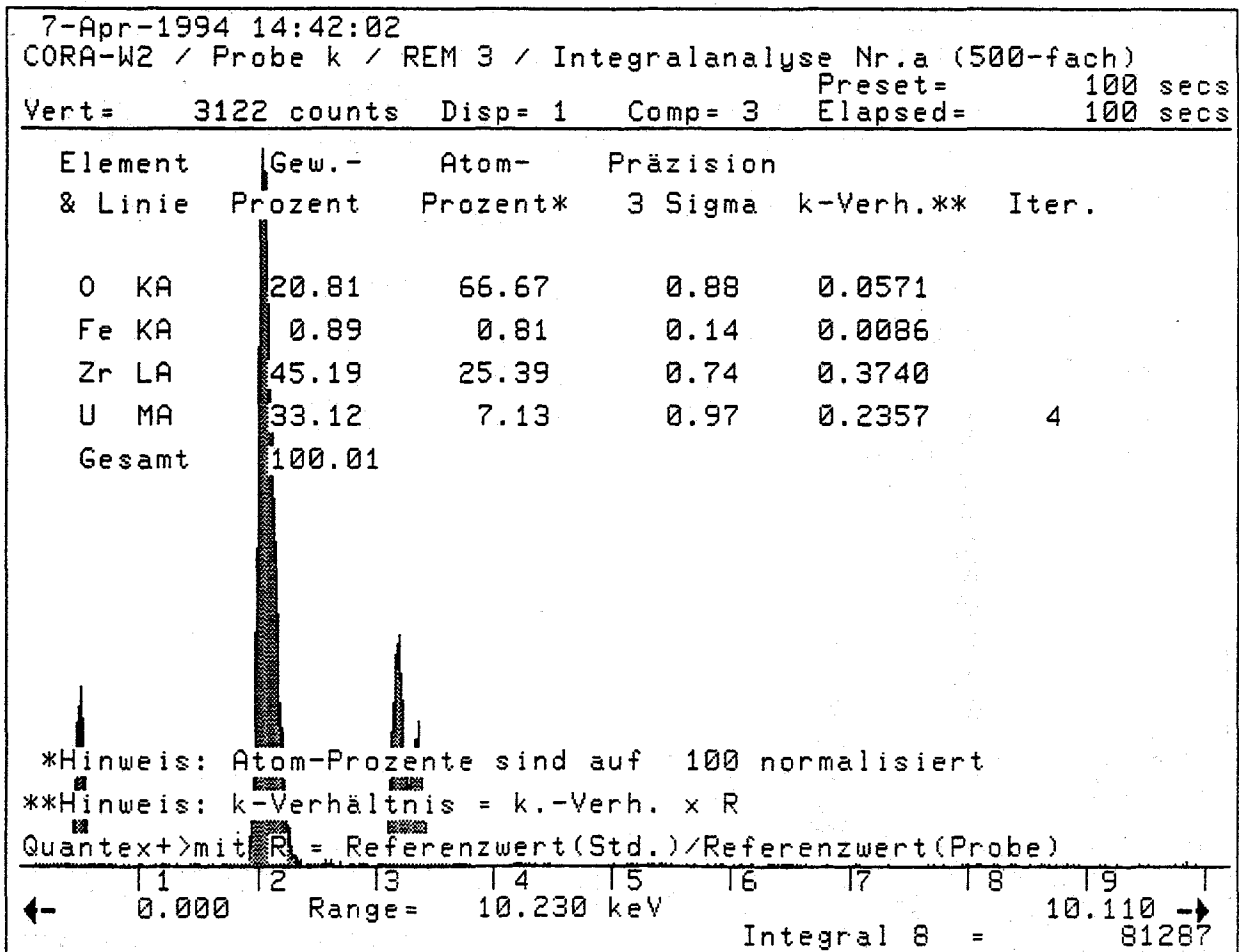 7-Apr-1994 14:42:02
CORA-W2 / Probe k / REM 3 / Integralanalyse Nr.a (500-fach)
Preset= 100 secs
Vert= 3122 counts Disp= 1 Comp= 3 Elapsed= 100 secs
Element Gew.- Atom- Präzision
& Linie Prozent Prozent* 3 Sigma k-Verh.** Iter.
O KA 20.81 66.67 0.88 0.0571
Fe KA 0.89 0.81 0.14 0.0086
Zr LA 45.19 25.39 0.74 0.3740
U MA 33.12 7.13 0.97 0.2357 4
Gesamt 100.01
*Hinweis: Atom-Prozente sind auf 100 normalisiert
**Hinweis: k-Verhältnis = k.-Verh. x R
Quantex+>mit R = Referenzwert(Std.)/Referenzwert(Probe)
1 2 3 4 5 6 7 8 9
← 0.000 Range= 10.230 keV 10.110 →
Integral 8 = 81287